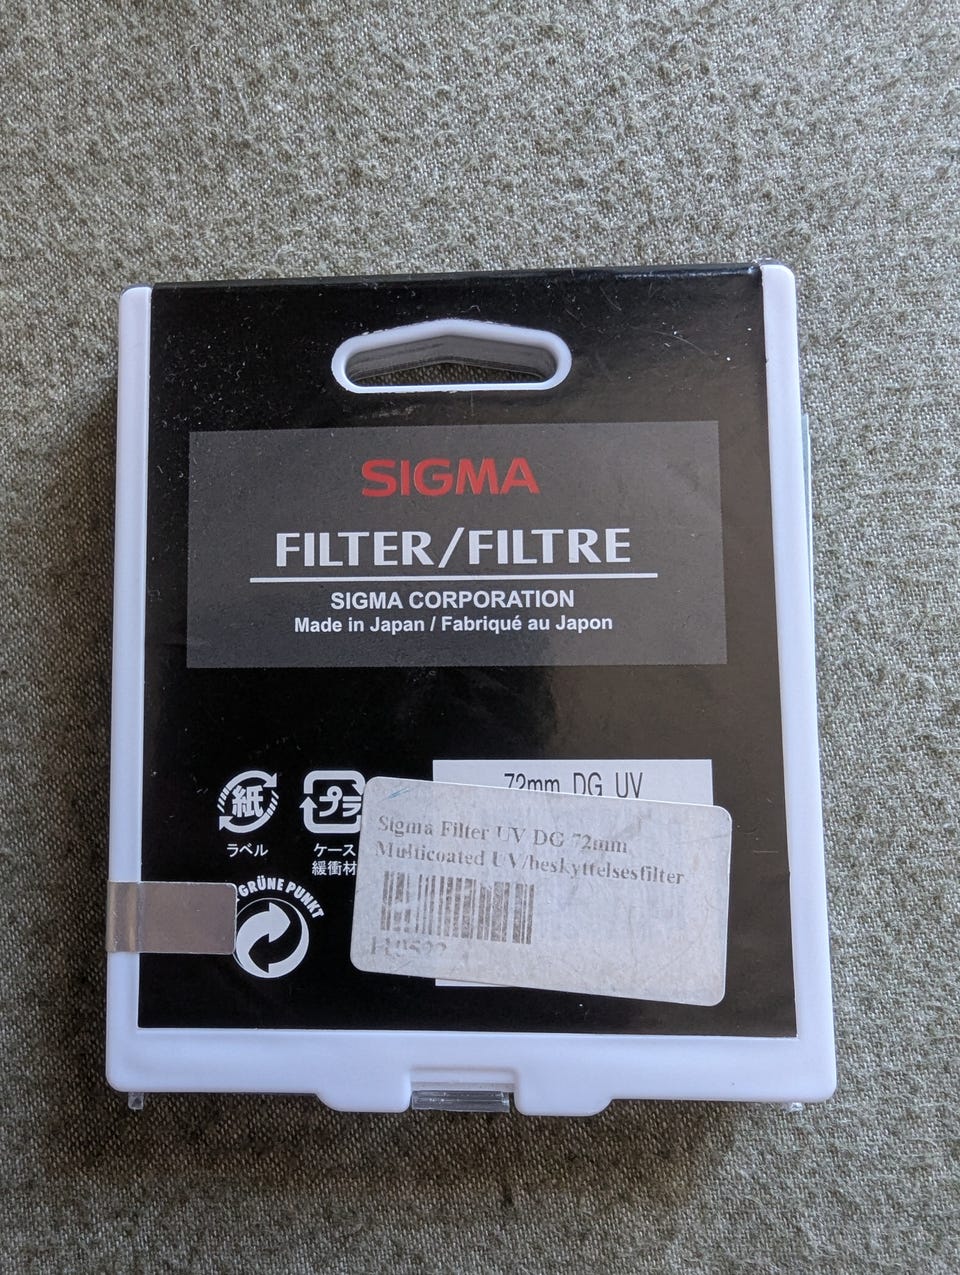 SIGMA
FILTER/FILTRE
SIGMA CORPORATION
Made in Japan / Fabriqué au Japon
72mm DG UV
紙
プラ
ラベル
ケース
緩衝材
GRÜNE PUNKT
Sigma Filter UV DG 72mm
Multicoated UV/beskyttelsesfilter